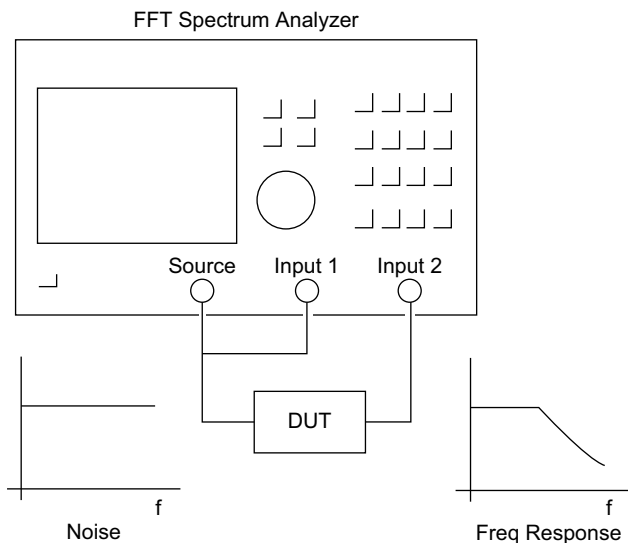 FFT Spectrum Analyzer
Source
Input 1
Input 2
DUT
f
Noise
f
Freq Response